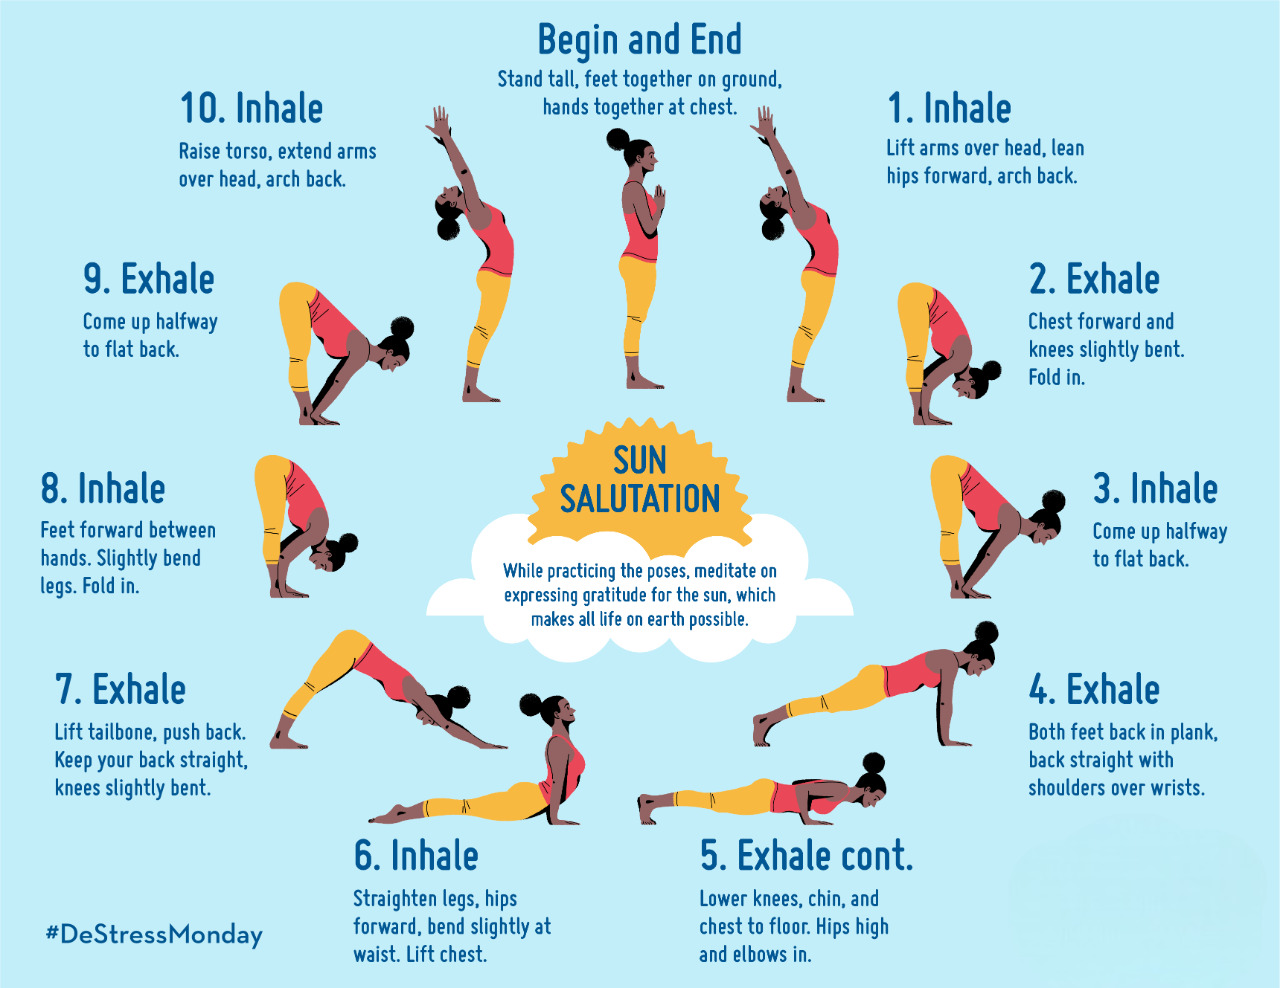 Begin and End
Stand tall, feet together on ground,
hands together at chest.
1. Inhale
Lift arms over head, lean
hips forward, arch back.
2. Exhale
Chest forward and
knees slightly bent.
Fold in.
3. Inhale
Come up halfway
to flat back.
4. Exhale
Both feet back in plank,
back straight with
shoulders over wrists.
5. Exhale cont.
Lower knees, chin, and
chest to floor. Hips high
and elbows in.
6. Inhale
Straighten legs, hips
forward, bend slightly at
waist. Lift chest.
7. Exhale
Lift tailbone, push back.
Keep your back straight,
knees slightly bent.
8. Inhale
Feet forward between
hands. Slightly bend
legs. Fold in.
9. Exhale
Come up halfway
to flat back.
10. Inhale
Raise torso, extend arms
over head, arch back.
SUN
SALUTATION
While practicing the poses, meditate on
expressing gratitude for the sun, which
makes all life on earth possible.
#DeStressMonday